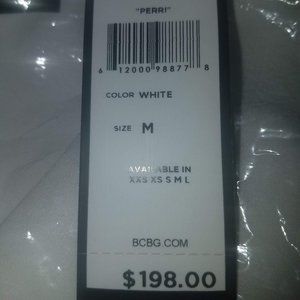 "PERRI"
6 12000 98877 8
COLOR WHITE
SIZE M
AVAILABLE IN
XXS XS S M L
BCBG.COM
$198.00